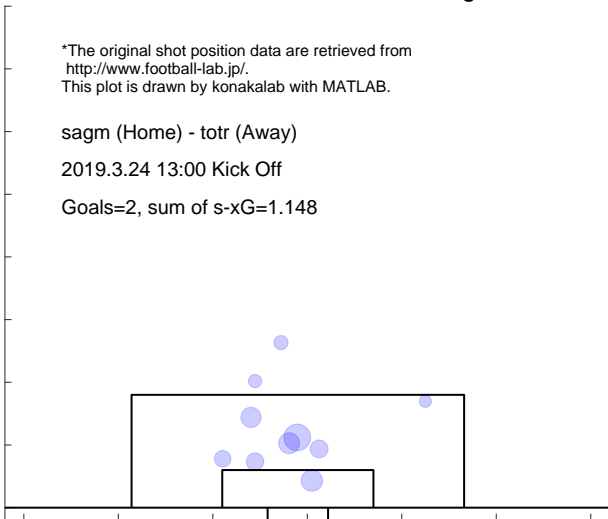 *The original shot position data are retrieved from
http://www.football-lab.jp/.
This plot is drawn by konakalab with MATLAB.
sagm (Home) - totr (Away)
2019.3.24 13:00 Kick Off
Goals=2, sum of s-xG=1.148